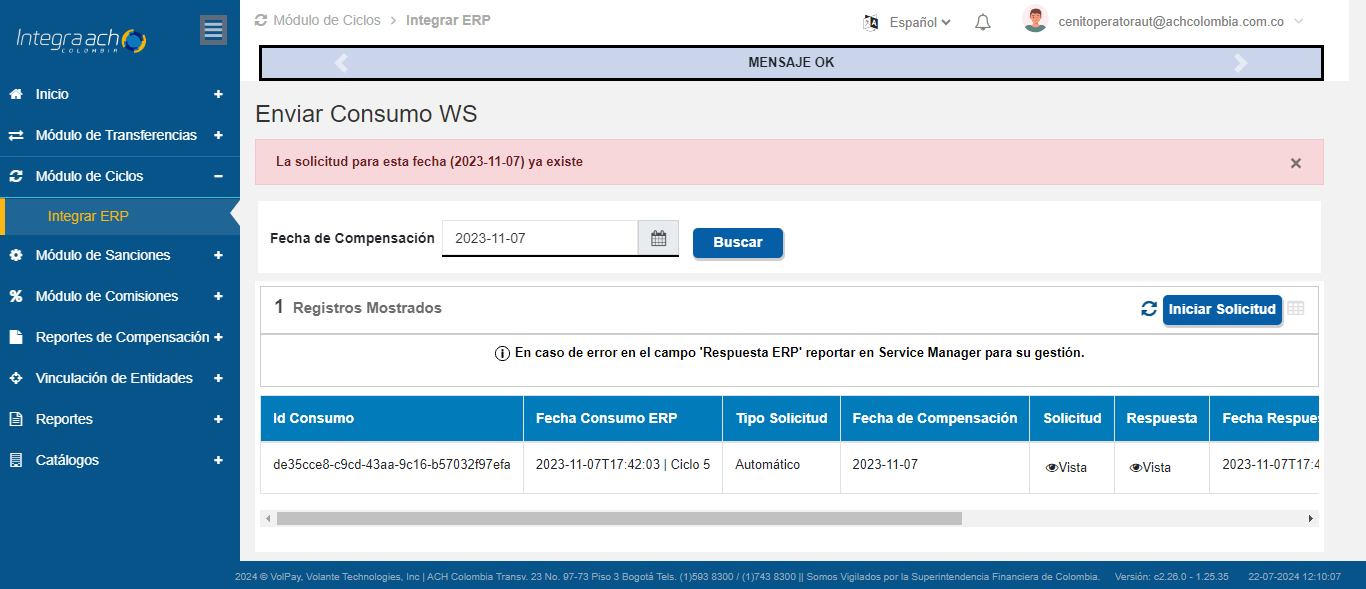 Integra ach
COLOMBIA
Módulo de Ciclos > Integrar ERP
Español
cenitoperatoraut@achcolombia.com.co
MENSAJE OK
Inicio +
Módulo de Transferencias +
Módulo de Ciclos −
Integrar ERP
Módulo de Sanciones +
Módulo de Comisiones +
Reportes de Compensación +
Vinculación de Entidades +
Reportes +
Catálogos +
Enviar Consumo WS
La solicitud para esta fecha (2023-11-07) ya existe ×
Fecha de Compensación 2023-11-07 Buscar
1 Registros Mostrados Iniciar Solicitud
En caso de error en el campo 'Respuesta ERP' reportar en Service Manager para su gestión.
Id Consumo Fecha Consumo ERP Tipo Solicitud Fecha de Compensación Solicitud Respuesta Fecha Respues
de35cce8-c9cd-43aa-9c16-b57032f97efa 2023-11-07T17:42:03 | Ciclo 5 Automático 2023-11-07 Vista Vista 2023-11-07T17:4
2024 © VolPay, Volante Technologies, Inc | ACH Colombia Transv. 23 No. 97-73 Piso 3 Bogotá Tels. (1)593 8300 / (1)743 8300 || Somos Vigilados por la Superintendencia Financiera de Colombia. Versión: c2.26.0 - 1.25.35 22-07-2024 12:10:07